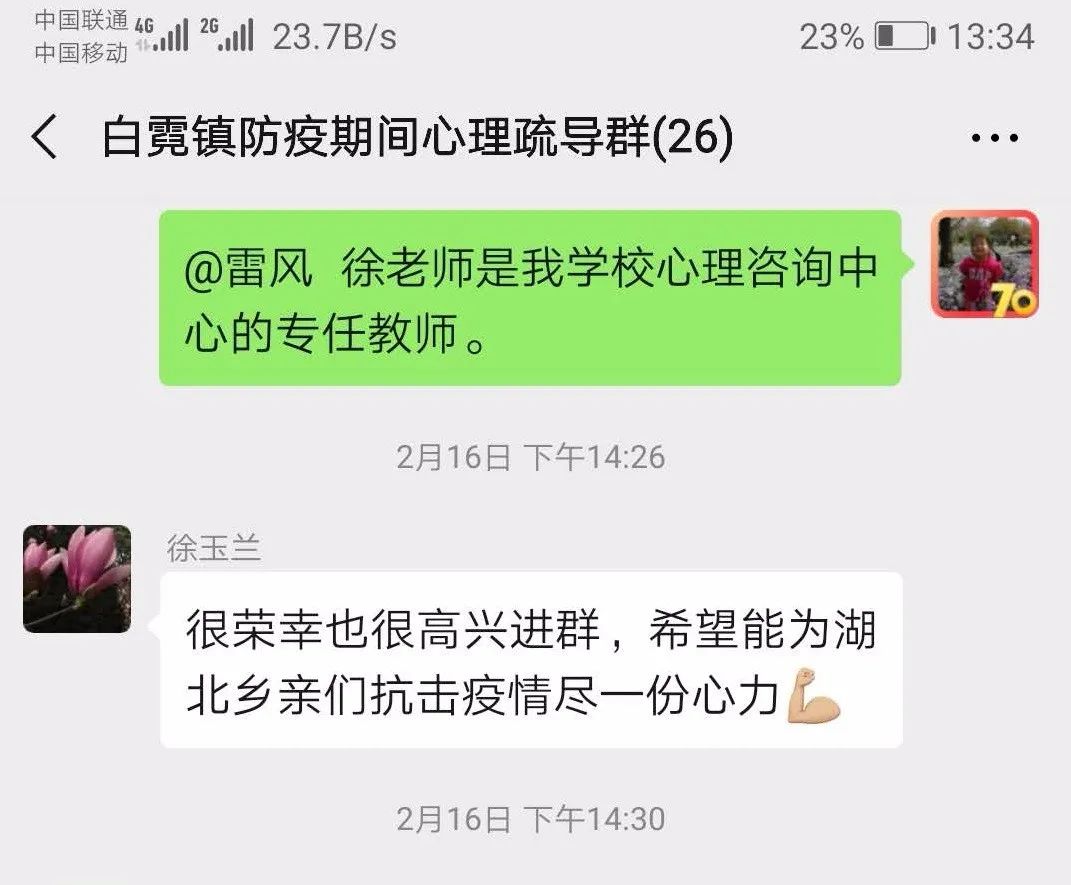 中国联通 4G 2G 23.7B/s 23% 13:34
中国移动
白霓镇防疫期间心理疏导群(26)
@雷风 徐老师是我学校心理咨询中
心的专任教师。
70
2月16日 下午14:26
徐玉兰
很荣幸也很高兴进群，希望能为湖
北乡亲们抗击疫情尽一份心力💪🏼
2月16日 下午14:30